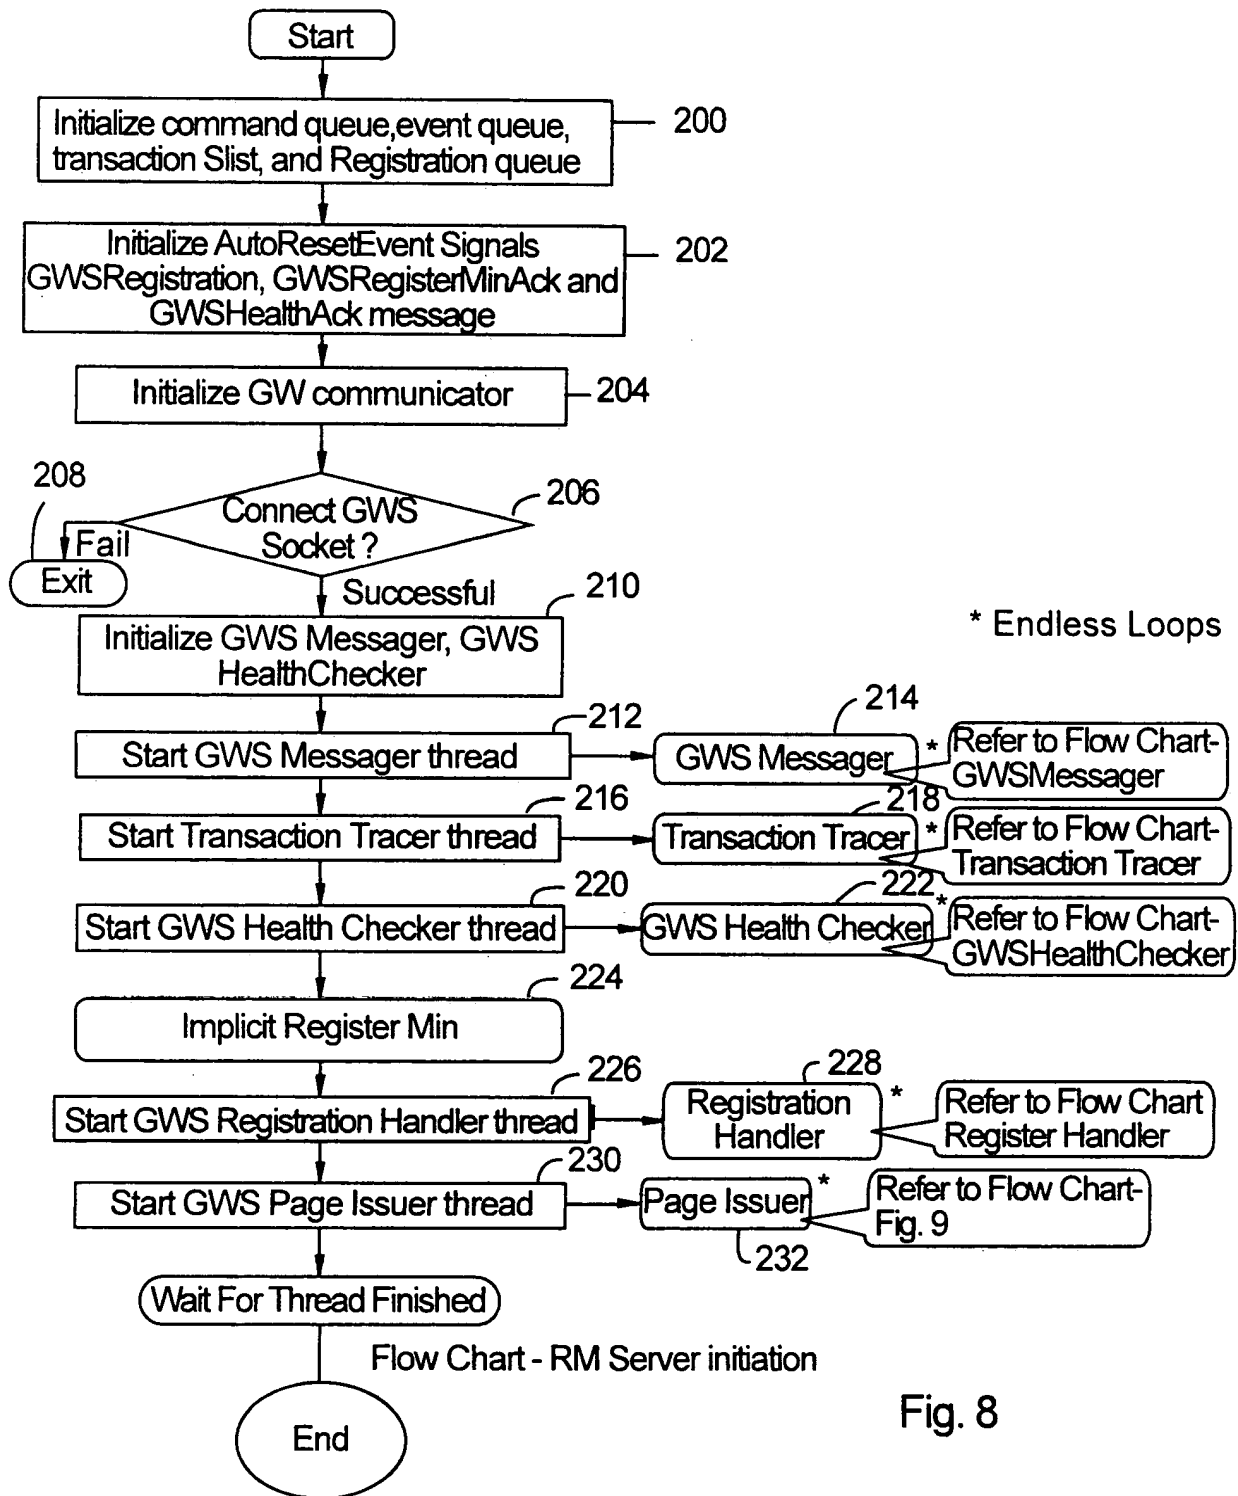 Start
Initialize command queue,event queue,
transaction Slist, and Registration queue
200
Initialize AutoResetEvent Signals
GWSRegistration, GWSRegisterMinAck and
GWSHealthAck message
202
Initialize GW communicator
204
208
206
Connect GWS
Socket ?
Fail
Exit
Successful
210
Initialize GWS Messager, GWS
HealthChecker
* Endless Loops
212
Start GWS Messager thread
214
GWS Messager
*
Refer to Flow Chart-
GWSMessager
216
Start Transaction Tracer thread
218
Transaction Tracer
*
Refer to Flow Chart-
Transaction Tracer
220
Start GWS Health Checker thread
222
GWS Health Checker
*
Refer to Flow Chart-
GWSHealthChecker
224
Implicit Register Min
226
Start GWS Registration Handler thread
228
Registration
Handler
*
Refer to Flow Chart
Register Handler
230
Start GWS Page Issuer thread
Page Issuer
*
232
Refer to Flow Chart-
Fig. 9
Wait For Thread Finished
Flow Chart - RM Server initiation
End
Fig. 8